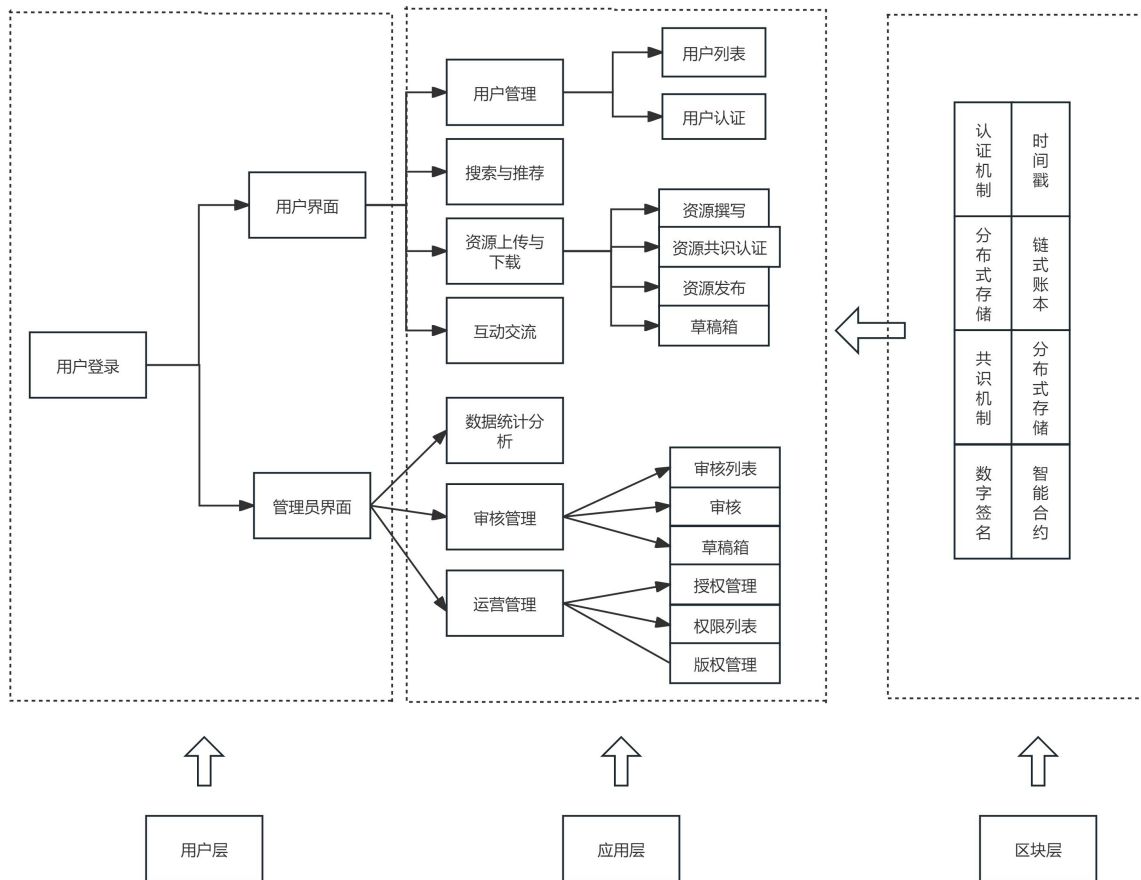 用户登录
用户界面
管理员界面
用户管理
搜索与推荐
资源上传与
下载
互动交流
数据统计分
析
审核管理
运营管理
用户列表
用户认证
资源撰写
资源共识认证
资源发布
草稿箱
审核列表
审核
草稿箱
授权管理
权限列表
版权管理
认证机制
时间戳
分布式存储
链式账本
共识机制
分布式存储
数字签名
智能合约
用户层
应用层
区块层